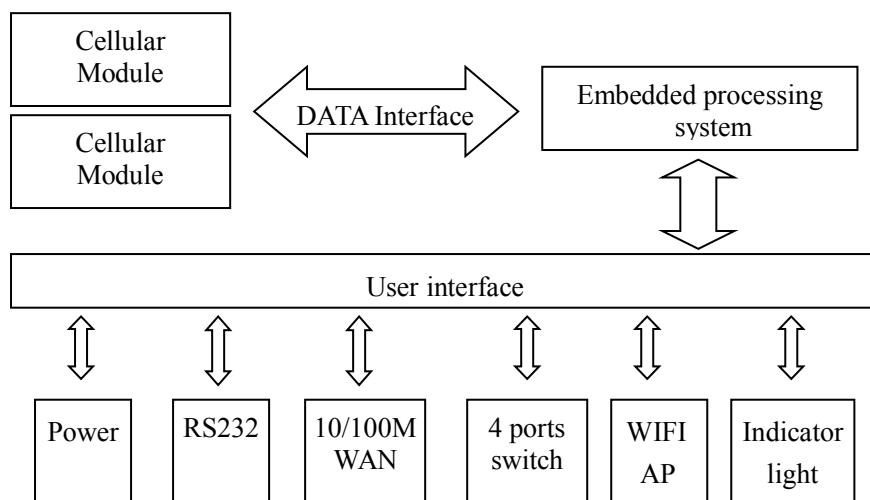 Cellular
Module
Cellular
Module
DATA Interface
Embedded processing
system
User interface
Power
RS232
10/100M
WAN
4 ports
switch
WIFI
AP
Indicator
light